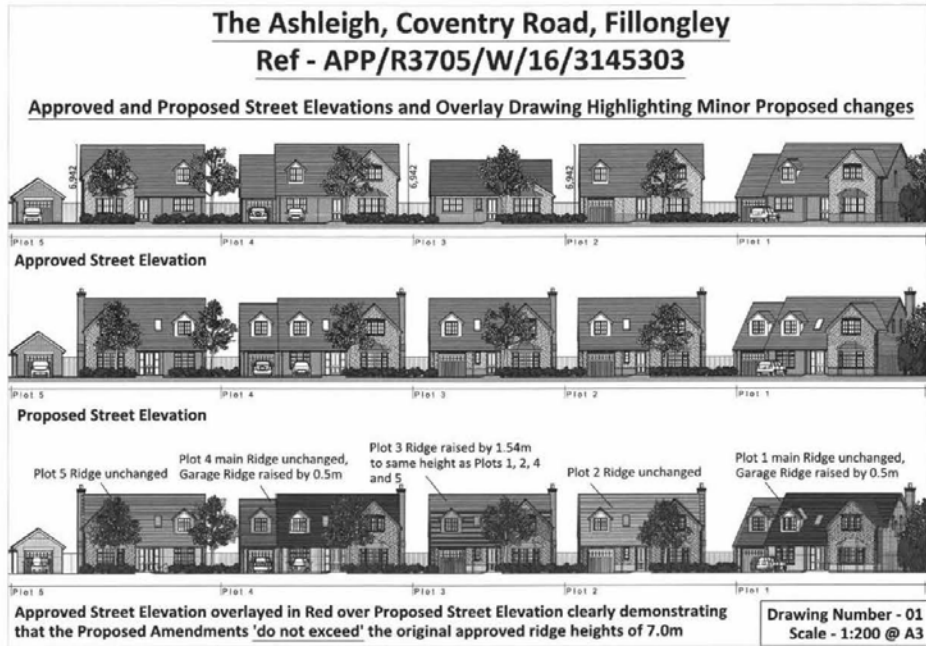 The Ashleigh, Coventry Road, Fillongley
Ref - APP/R3705/W/16/3145303
Approved and Proposed Street Elevations and Overlay Drawing Highlighting Minor Proposed changes
6,942
6,942
6,942
Plot 5
Plot 4
Plot 3
Plot 2
Plot 1
Approved Street Elevation
Plot 5
Plot 4
Plot 3
Plot 2
Plot 1
Proposed Street Elevation
Plot 5 Ridge unchanged
Plot 4 main Ridge unchanged,
Garage Ridge raised by 0.5m
Plot 3 Ridge raised by 1.54m
to same height as Plots 1, 2, 4
and 5
Plot 2 Ridge unchanged
Plot 1 main Ridge unchanged,
Garage Ridge raised by 0.5m
Plot 5
Plot 4
Plot 3
Plot 2
Plot 1
Approved Street Elevation overlayed in Red over Proposed Street Elevation clearly demonstrating
that the Proposed Amendments 'do not exceed' the original approved ridge heights of 7.0m
Drawing Number - 01
Scale - 1:200 @ A3